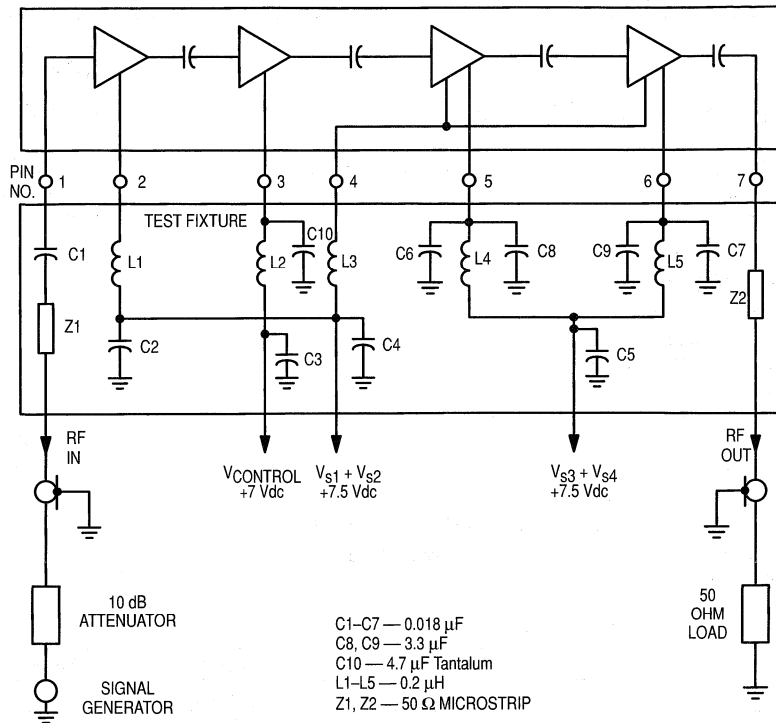 PIN NO. 1 2 3 4 5 6 7
TEST FIXTURE
C1
L1
L2
C10
L3
C6
L4
C8
C9
L5
C7
Z1
Z2
C2
C3
C4
C5
RF IN
VCONTROL
+7 Vdc
Vs1 + Vs2
+7.5 Vdc
Vs3 + Vs4
+7.5 Vdc
RF OUT
10 dB
ATTENUATOR
SIGNAL
GENERATOR
C1–C7 — 0.018 µF
C8, C9 — 3.3 µF
C10 — 4.7 µF Tantalum
L1–L5 — 0.2 µH
Z1, Z2 — 50 Ω MICROSTRIP
50
OHM
LOAD